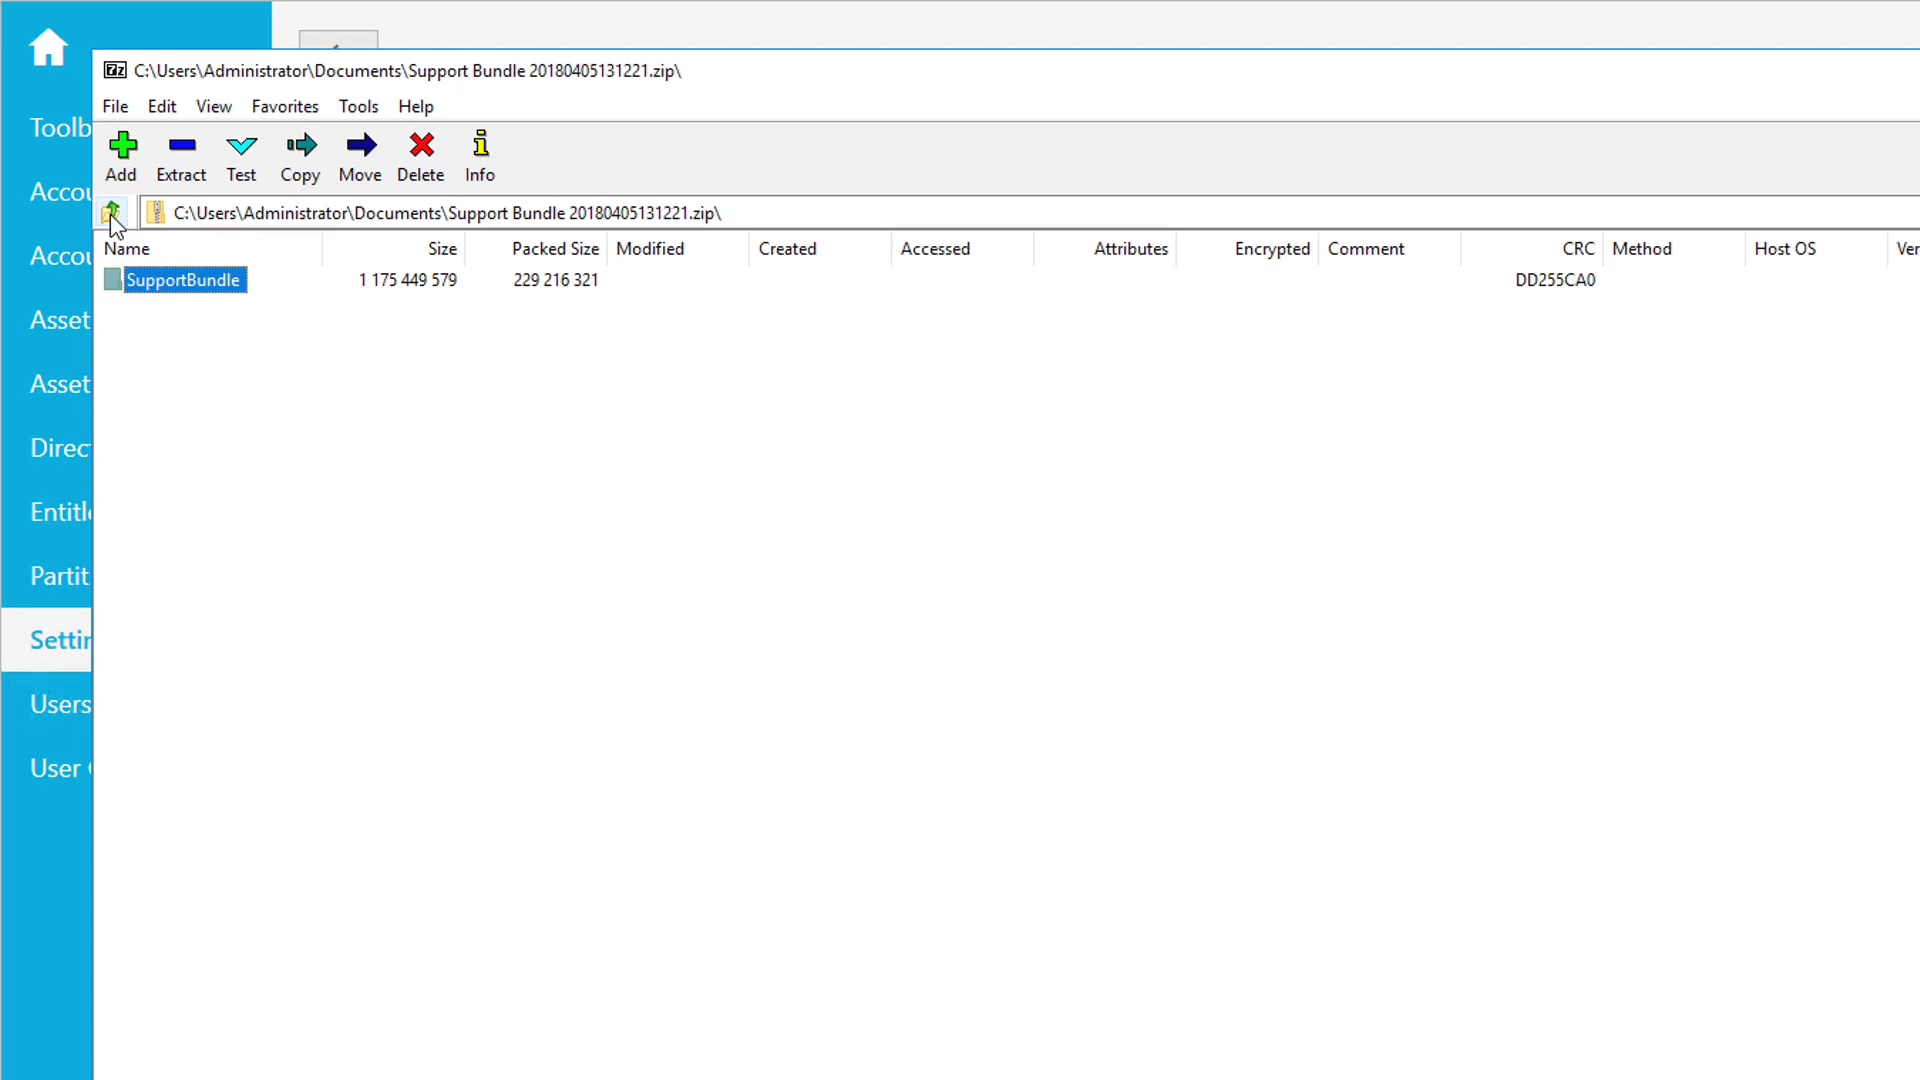 C:\Users\Administrator\Documents\Support Bundle 20180405131221.zip\
File Edit View Favorites Tools Help
Add Extract Test Copy Move Delete Info
C:\Users\Administrator\Documents\Support Bundle 20180405131221.zip\
Name Size Packed Size Modified Created Accessed Attributes Encrypted Comment CRC Method Host OS Ver
SupportBundle 1 175 449 579 229 216 321 DD255CA0
Toolb
Accou
Accou
Asset
Asset
Direc
Entitle
Partit
Settin
Users
User